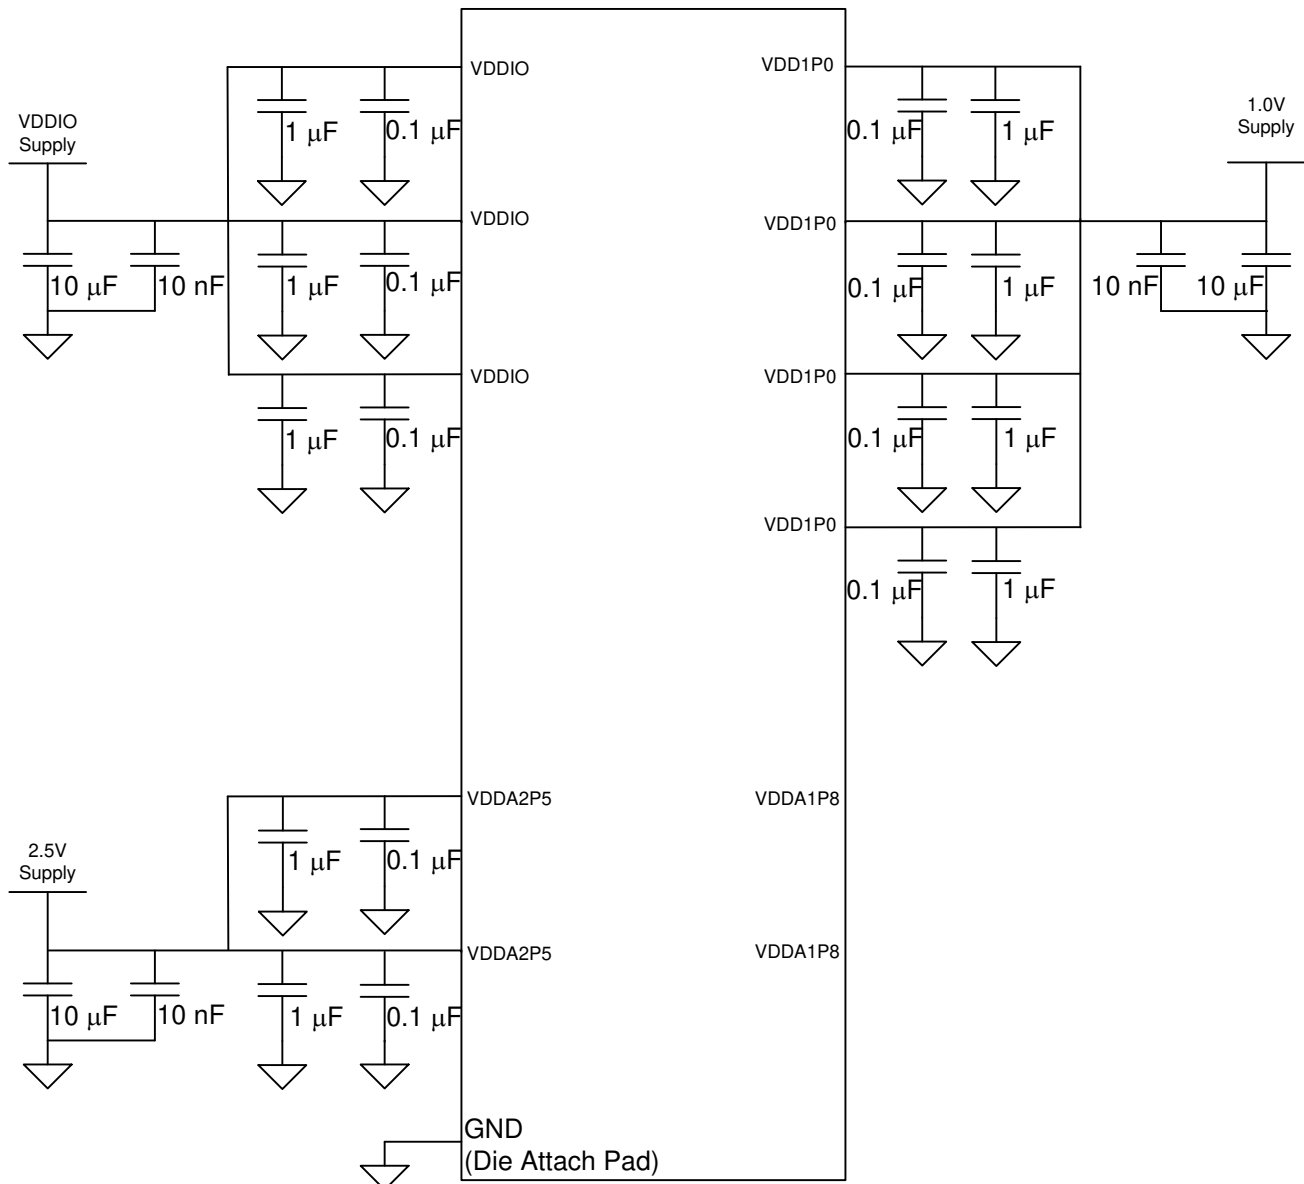 VDDIO
VDD1P0
1 μF
0.1 μF
0.1 μF
1 μF
VDDIO
Supply
1.0V
Supply
VDDIO
VDD1P0
10 μF
10 nF
1 μF
0.1 μF
0.1 μF
1 μF
10 nF
10 μF
VDDIO
VDD1P0
1 μF
0.1 μF
0.1 μF
1 μF
VDD1P0
0.1 μF
1 μF
VDDA2P5
VDDA1P8
1 μF
0.1 μF
2.5V
Supply
VDDA2P5
VDDA1P8
10 μF
10 nF
1 μF
0.1 μF
GND
(Die Attach Pad)